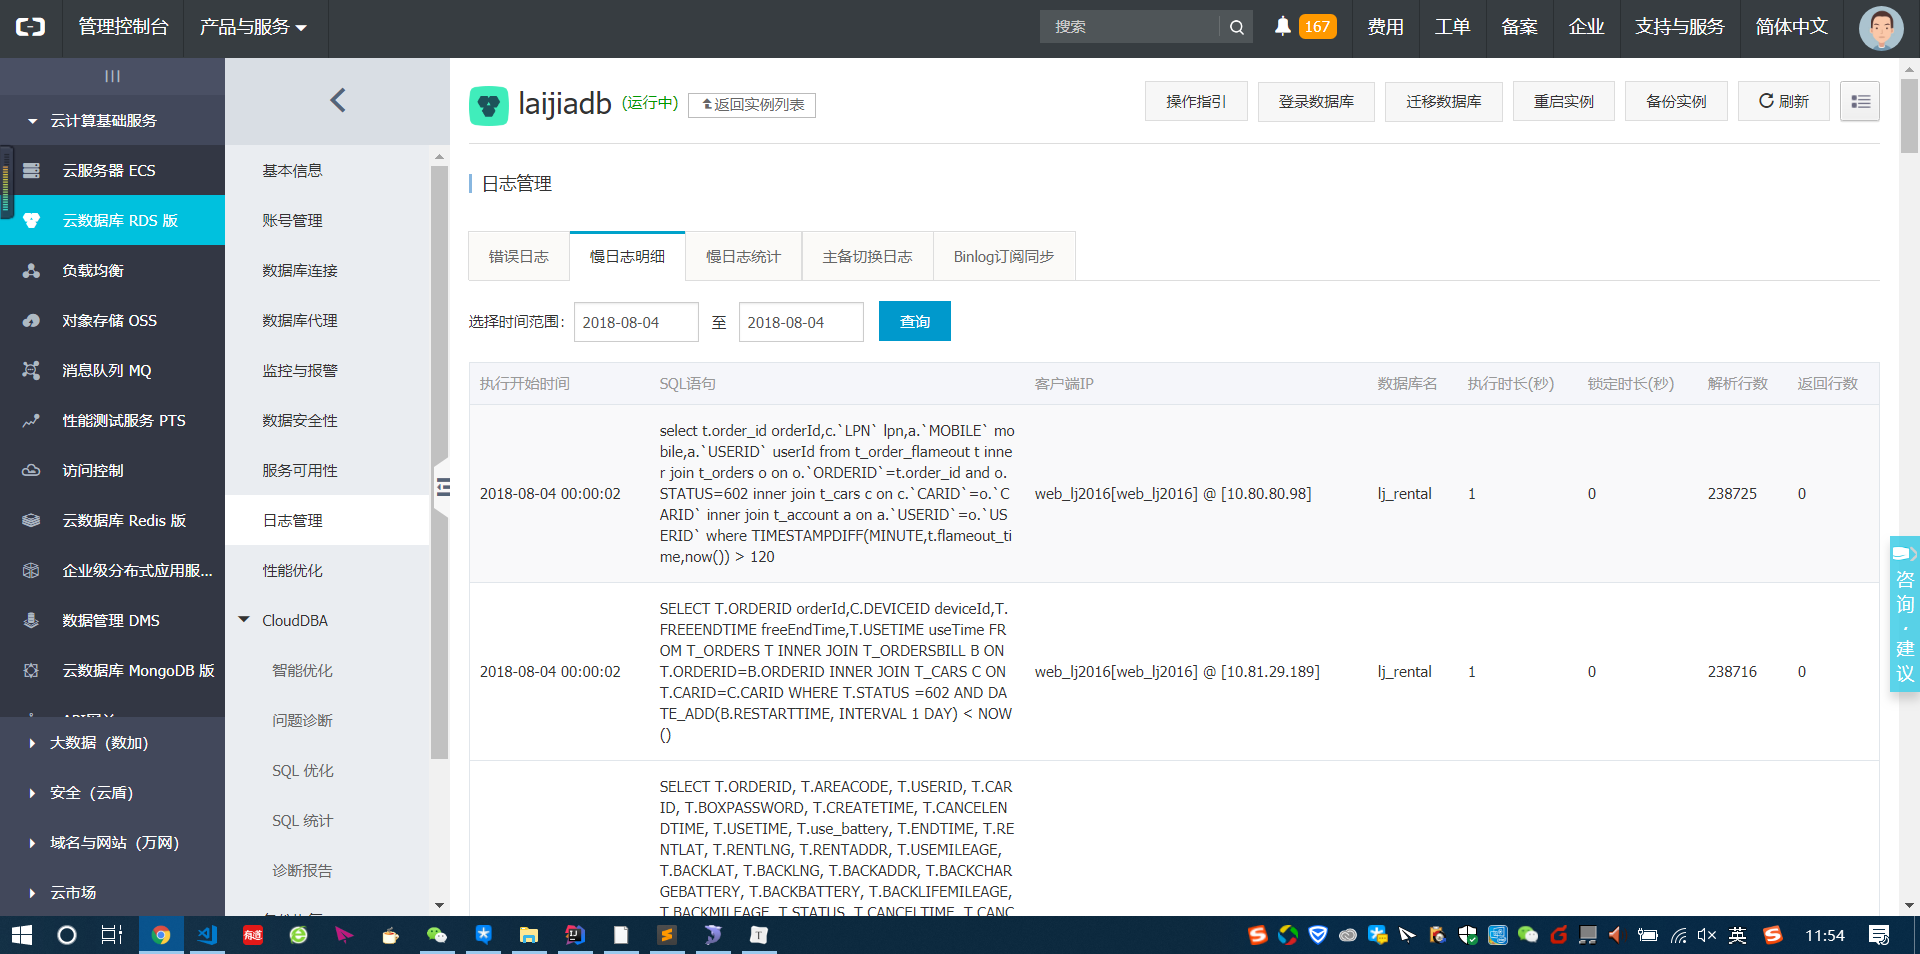 管理控制台
产品与服务
搜索
167
费用
工单
备案
企业
支持与服务
简体中文
云计算基础服务
云服务器 ECS
云数据库 RDS 版
负载均衡
对象存储 OSS
消息队列 MQ
性能测试服务 PTS
访问控制
云数据库 Redis 版
企业级分布式应用服...
数据管理 DMS
云数据库 MongoDB 版
大数据（数加）
安全（云盾）
域名与网站（万网）
云市场
基本信息
账号管理
数据库连接
数据库代理
监控与报警
数据安全性
服务可用性
日志管理
性能优化
CloudDBA
智能优化
问题诊断
SQL 优化
SQL 统计
诊断报告
laijiadb
(运行中)
返回实例列表
操作指引
登录数据库
迁移数据库
重启实例
备份实例
刷新
日志管理
错误日志
慢日志明细
慢日志统计
主备切换日志
Binlog订阅同步
选择时间范围:
2018-08-04
至
2018-08-04
查询
执行开始时间
SQL语句
客户端IP
数据库名
执行时长(秒)
锁定时长(秒)
解析行数
返回行数
2018-08-04 00:00:02
select t.order_id orderId,c.`LPN` lpn,a.`MOBILE` mo
bile,a.`USERID` userId from t_order_flameout t inne
r join t_orders o on o.`ORDERID`=t.order_id and o.
STATUS=602 inner join t_cars c on c.`CARID`=o.`C
ARID` inner join t_account a on a.`USERID`=o.`US
ERID` where TIMESTAMPDIFF(MINUTE,t.flameout_ti
me,now()) > 120
web_lj2016[web_lj2016] @ [10.80.80.98]
lj_rental
1
0
238725
0
2018-08-04 00:00:02
SELECT T.ORDERID orderId,C.DEVICEID deviceId,T.
FREEENDTIME freeEndTime,T.USETIME useTime FR
OM T_ORDERS T INNER JOIN T_ORDERSBILL B ON
T.ORDERID=B.ORDERID INNER JOIN T_CARS C ON
T.CARID=C.CARID WHERE T.STATUS =602 AND DA
TE_ADD(B.RESTARTTIME, INTERVAL 1 DAY) < NOW
()
web_lj2016[web_lj2016] @ [10.81.29.189]
lj_rental
1
0
238716
0
SELECT T.ORDERID, T.AREACODE, T.USERID, T.CAR
ID, T.BOXPASSWORD, T.CREATETIME, T.CANCELEN
DTIME, T.USETIME, T.use_battery, T.ENDTIME, T.RE
NTLAT, T.RENTLNG, T.RENTADDR, T.USEMILEAGE,
T.BACKLAT, T.BACKLNG, T.BACKADDR, T.BACKCHAR
GEBATTERY, T.BACKBATTERY, T.BACKLIFEMILEAGE,
T.BACKMILEAGE, T.STATUS, T.CANCELTIME, T.CANC
咨询·建议
有道
英
11:54